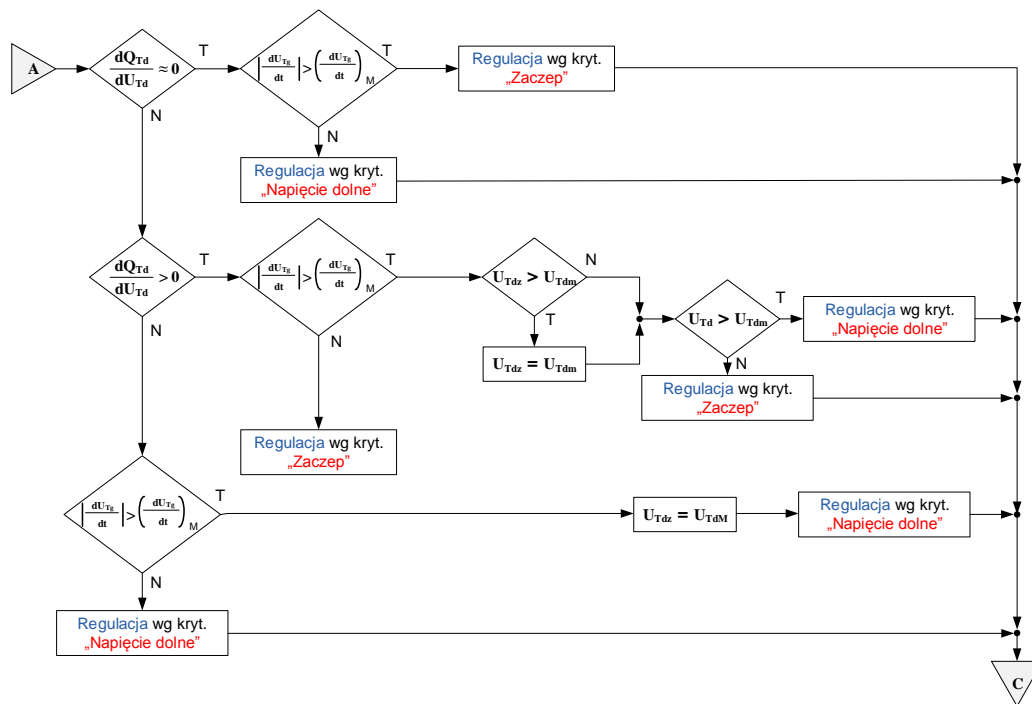 A
dQ_Td / dU_Td ≈ 0
T
N
|dU_Tg / dt| > (dU_Tg / dt)_M
T
N
Regulacja wg kryt.
„Zaczep”
Regulacja wg kryt.
„Napięcie dolne”
dQ_Td / dU_Td > 0
T
N
|dU_Tg / dt| > (dU_Tg / dt)_M
T
N
U_Tdz > U_Tdm
N
T
U_Tdz = U_Tdm
U_Td > U_Tdm
T
N
Regulacja wg kryt.
„Napięcie dolne”
Regulacja wg kryt.
„Zaczep”
Regulacja wg kryt.
„Zaczep”
|dU_Tg / dt| > (dU_Tg / dt)_M
T
N
U_Tdz = U_TdM
Regulacja wg kryt.
„Napięcie dolne”
Regulacja wg kryt.
„Napięcie dolne”
C